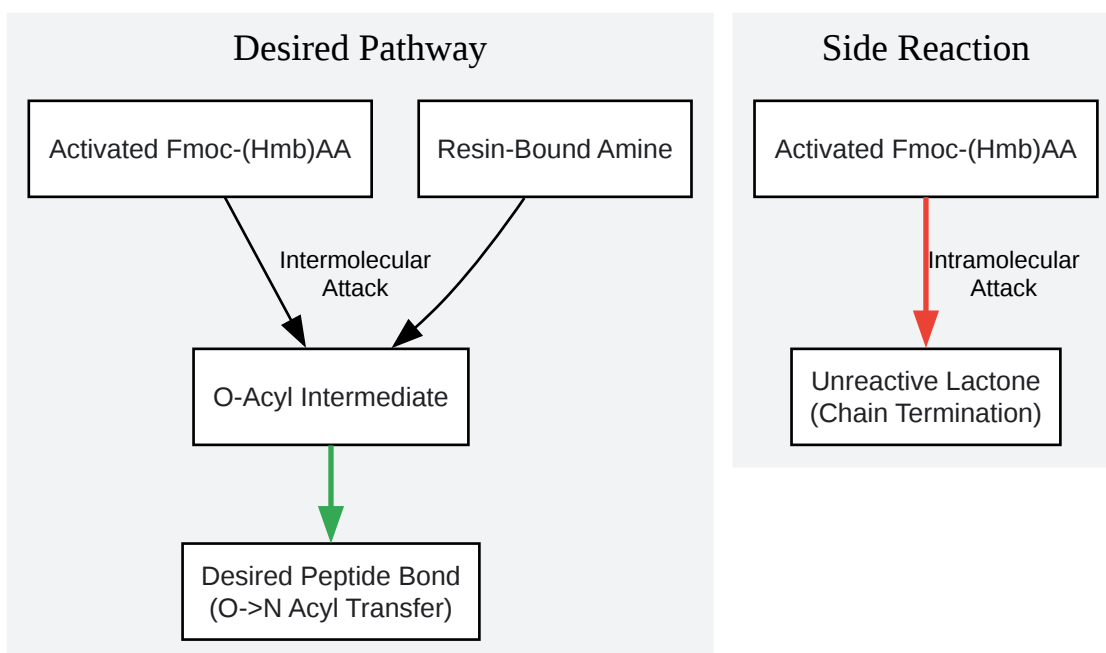 Desired Pathway
Activated Fmoc-(Hmb)AA
Resin-Bound Amine
Intermolecular
Attack
O-Acyl Intermediate
Desired Peptide Bond
(O->N Acyl Transfer)
Side Reaction
Activated Fmoc-(Hmb)AA
Intramolecular
Attack
Unreactive Lactone
(Chain Termination)